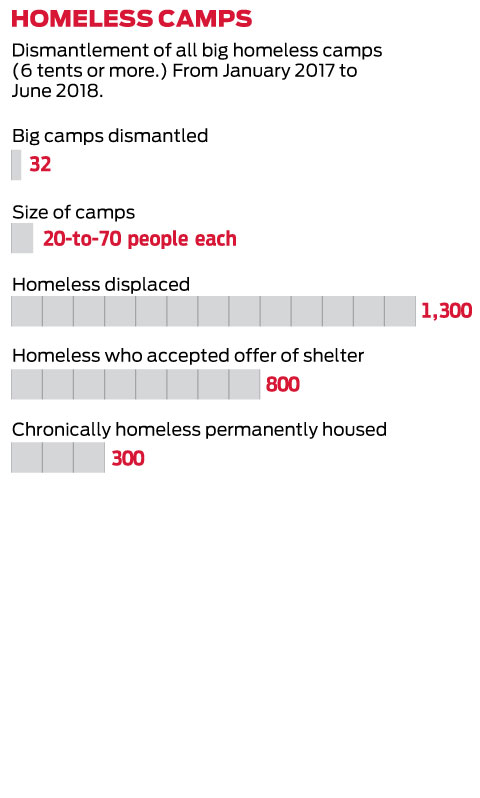 HOMELESS CAMPS
Dismantlement of all big homeless camps
(6 tents or more.) From January 2017 to
June 2018.
Big camps dismantled
32
Size of camps
20-to-70 people each
Homeless displaced
1,300
Homeless who accepted offer of shelter
800
Chronically homeless permanently housed
300